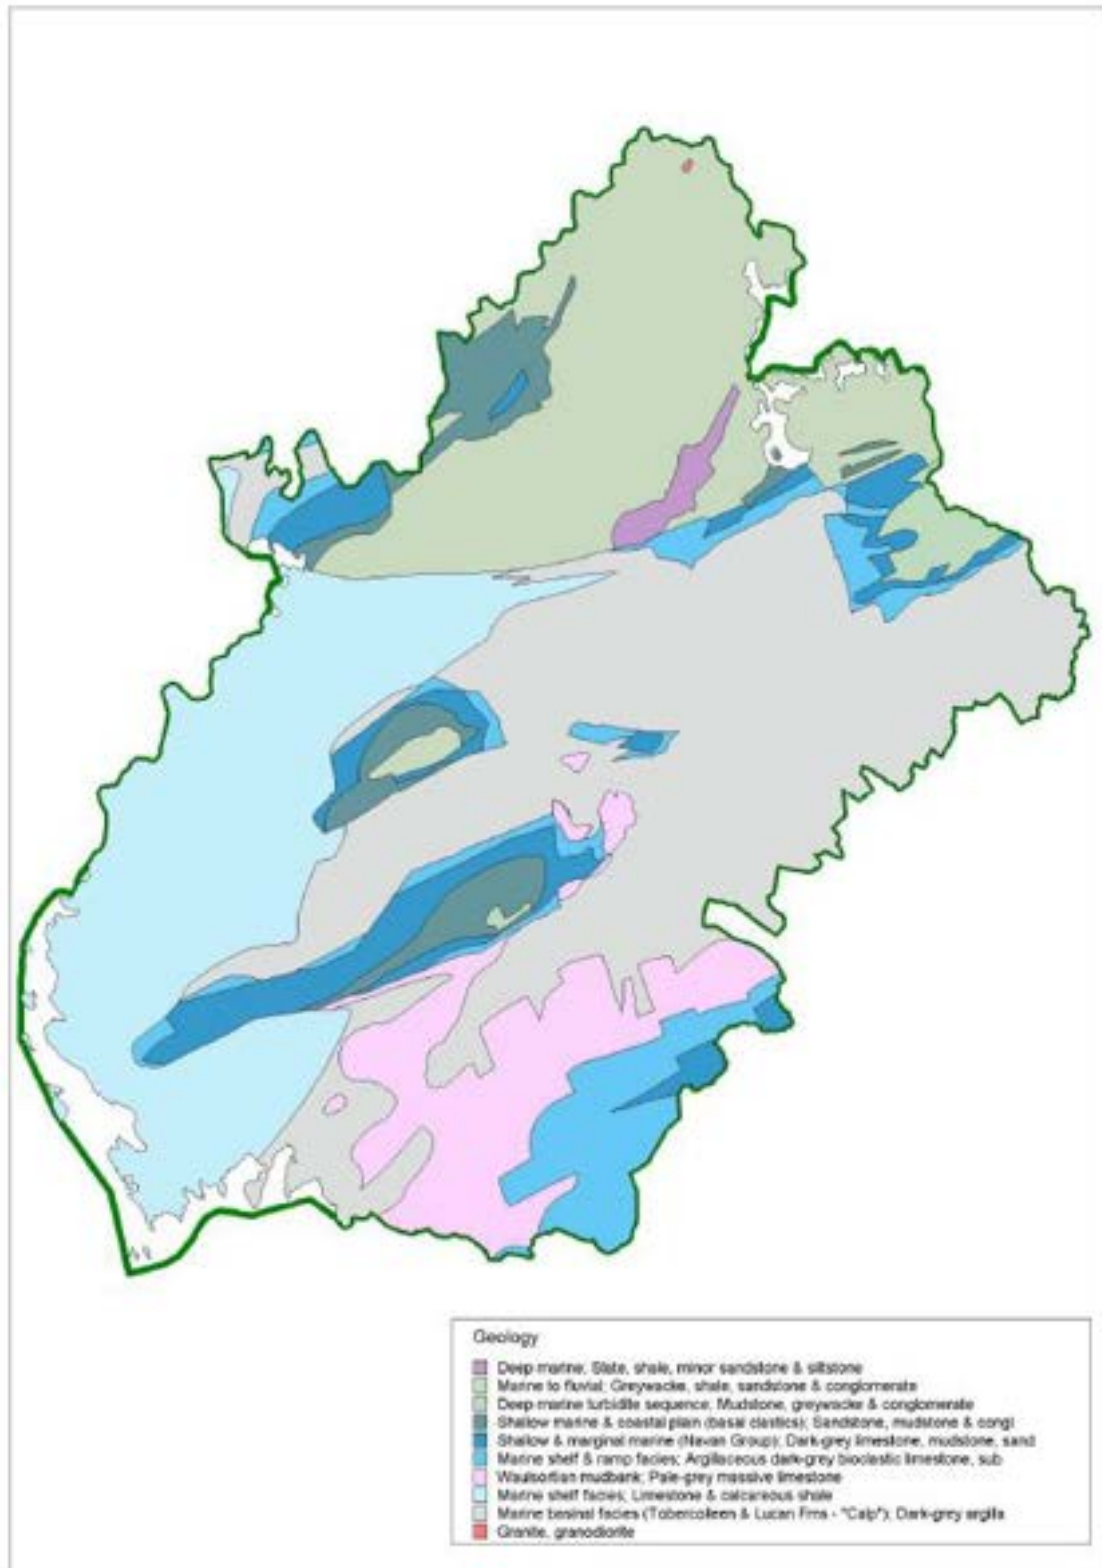 Geology
Deep marine; Slate, shale, minor sandstone & siltstone
Marine to fluvial; Greywacke, shale, sandstone & conglomerate
Deep marine turbidite sequence; Mudstone, greywacke & conglomerate
Shallow marine & coastal plain (basal clastics); Sandstone, mudstone & congl
Shallow & marginal marine (Navan Group); Dark-grey limestone, mudstone, sand
Marine shelf & ramp facies; Argillaceous dark-grey bioclastic limestone, sub
Waulsortian mudbank; Pale-grey massive limestone
Marine shelf facies; Limestone & calcareous shale
Marine basinal facies (Tobercolleen & Lucan Fms - "Calp"); Dark-grey argilla
Granite, granodiorite